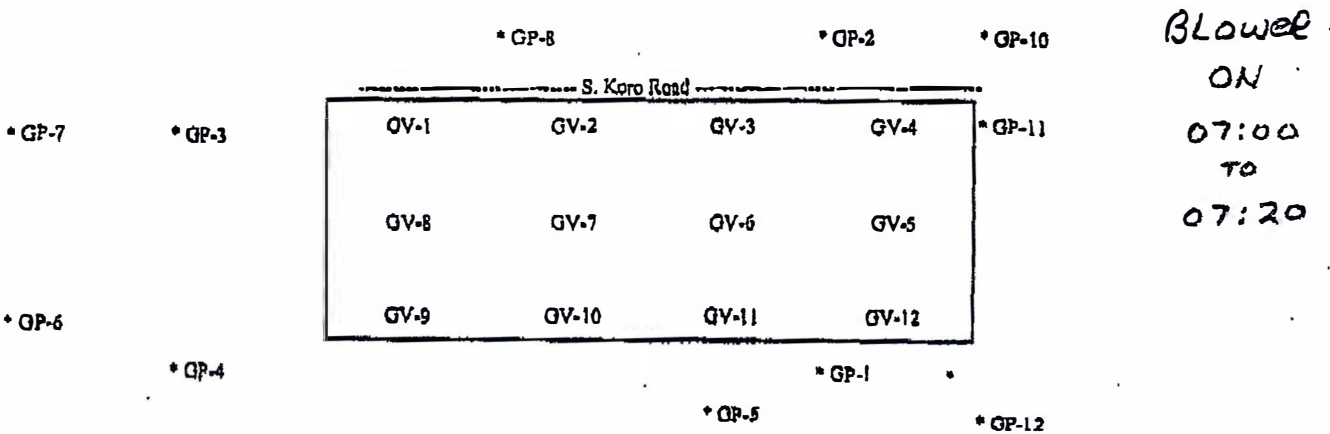 * GP-8 * GP-2 * GP-10
S. Koro Road
* GP-7 * GP-3 GV-1 GV-2 GV-3 GV-4 * GP-11
GV-8 GV-7 GV-6 GV-5
* GP-6 GV-9 GV-10 GV-11 GV-12
* GP-4 * GP-1 *
* GP-5 * GP-12
BLOWER
ON
07:00
TO
07:20